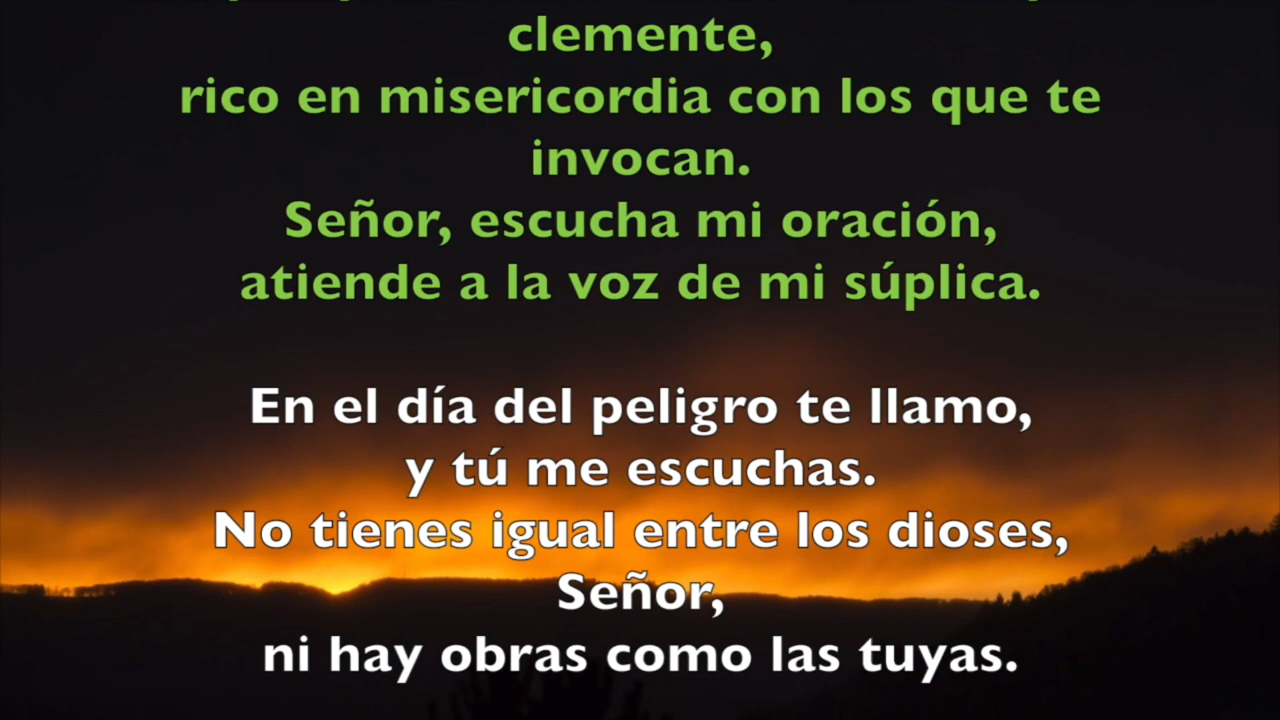 clemente,
rico en misericordia con los que te
invocan.
Señor, escucha mi oración,
atiende a la voz de mi súplica.
En el día del peligro te llamo,
y tú me escuchas.
No tienes igual entre los dioses,
Señor,
ni hay obras como las tuyas.